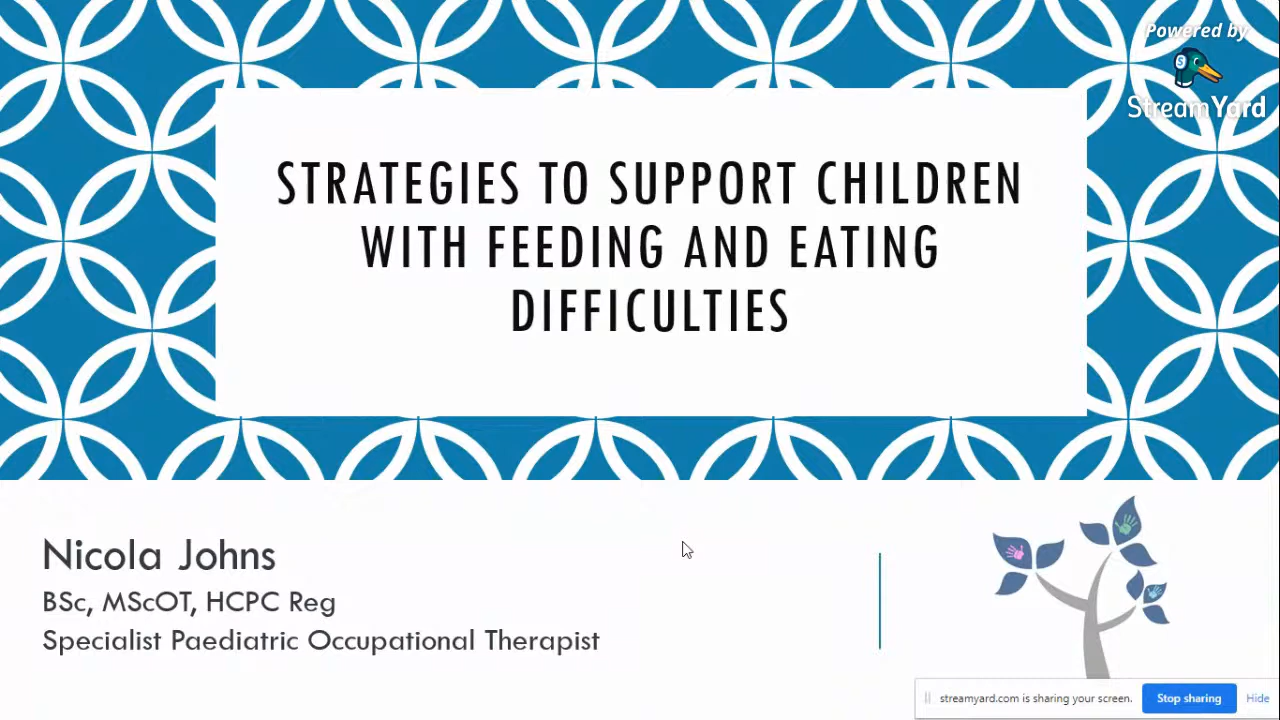 Powered by
StreamYard
STRATEGIES TO SUPPORT CHILDREN
WITH FEEDING AND EATING
DIFFICULTIES
Nicola Johns
BSc, MScOT, HCPC Reg
Specialist Paediatric Occupational Therapist
streamyard.com is sharing your screen.
Stop sharing
Hide